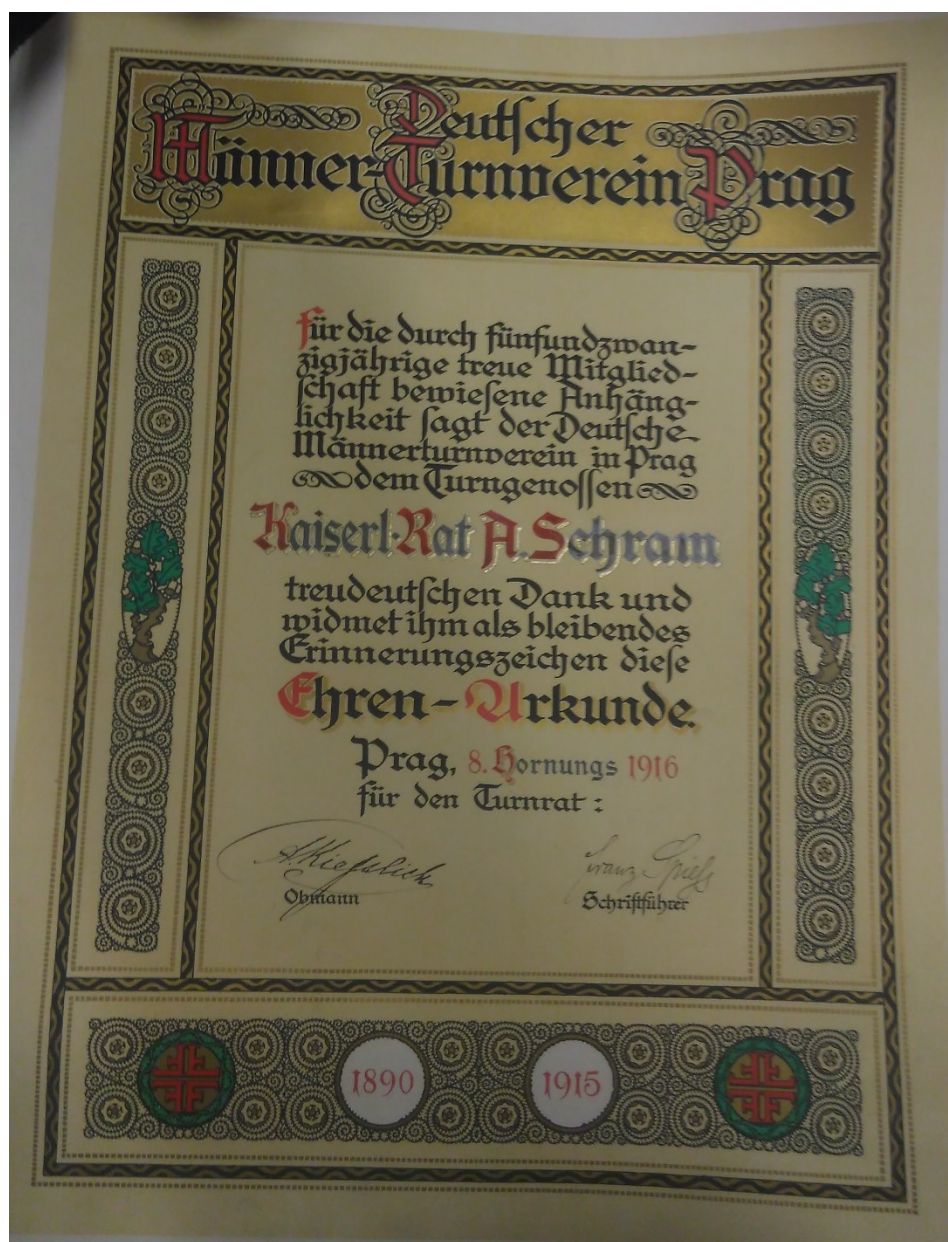 Deutscher
Männer-Turnverein Prag
für die durch fünfundzwan-
zigjährige treue Mitglied-
schaft bewiesene Anhäng-
lichkeit sagt der Deutsche
Männerturnverein in Prag
dem Turngenossen
Kaiserl. Rat A. Schram
treudeutschen Dank und
widmet ihm als bleibendes
Erinnerungszeichen diese
Ehren-Urkunde.
Prag, 8. Hornungs 1916
für den Turnrat:
Franz Spiess
Obmann Schriftführer
1890 1915